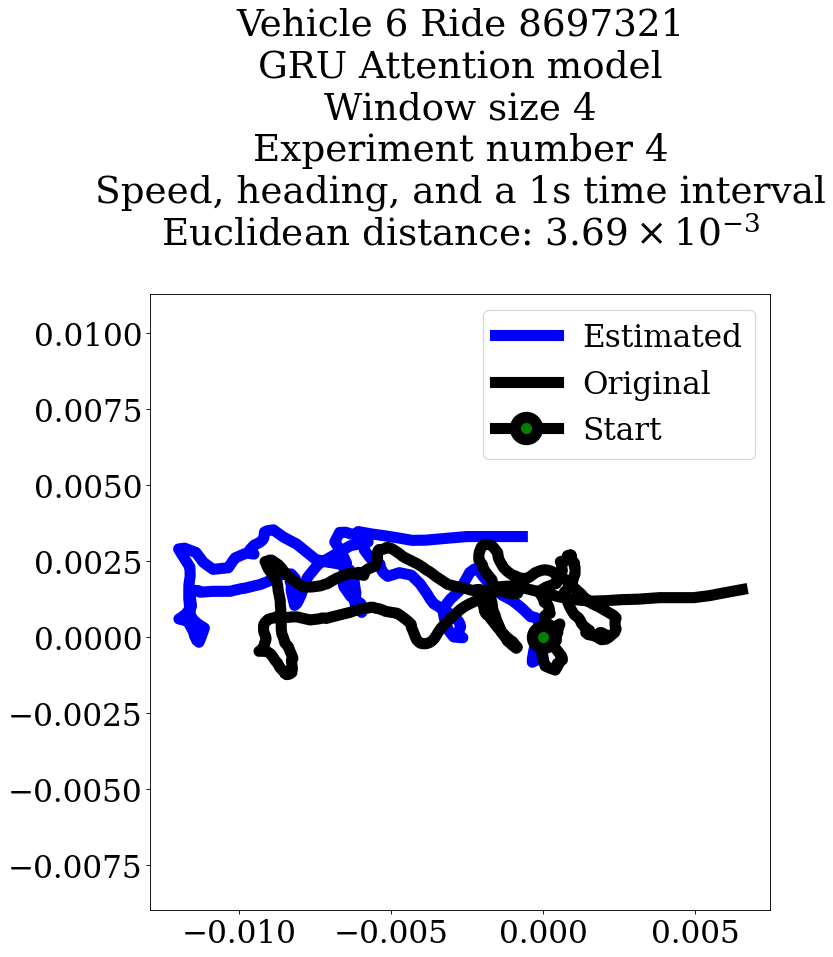 Vehicle 6 Ride 8697321
GRU Attention model
Window size 4
Experiment number 4
Speed, heading, and a 1s time interval
Euclidean distance: 3.69 × 10⁻³
Estimated
Original
Start
0.0100
0.0075
0.0050
0.0025
0.0000
−0.0025
−0.0050
−0.0075
−0.010 −0.005 0.000 0.005